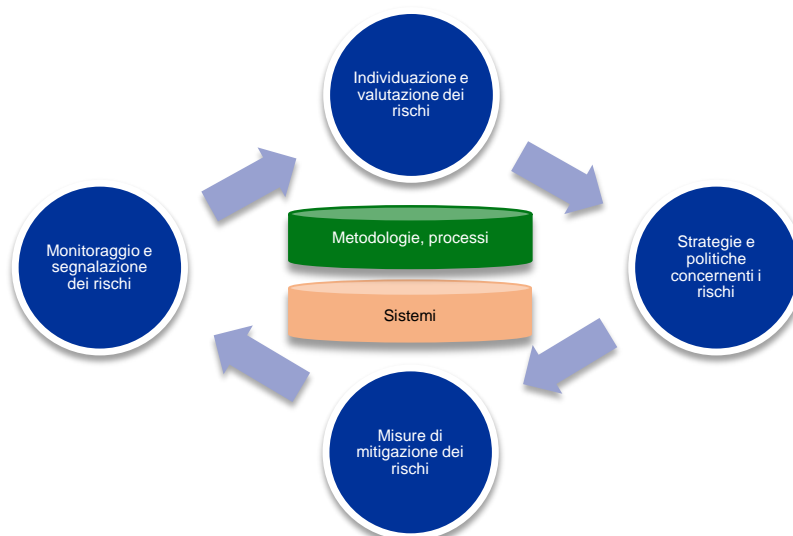 Individuazione e
valutazione dei
rischi
Metodologie, processi
Monitoraggio e
segnalazione
dei rischi
Strategie e
politiche
concernenti i
rischi
Sistemi
Misure di
mitigazione dei
rischi